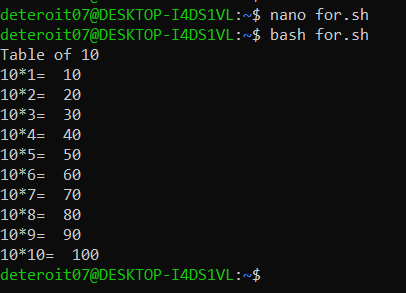 deteroit07@DESKTOP-I4DS1VL:~$ nano for.sh
deteroit07@DESKTOP-I4DS1VL:~$ bash for.sh
Table of 10
10*1=  10
10*2=  20
10*3=  30
10*4=  40
10*5=  50
10*6=  60
10*7=  70
10*8=  80
10*9=  90
10*10=  100
deteroit07@DESKTOP-I4DS1VL:~$